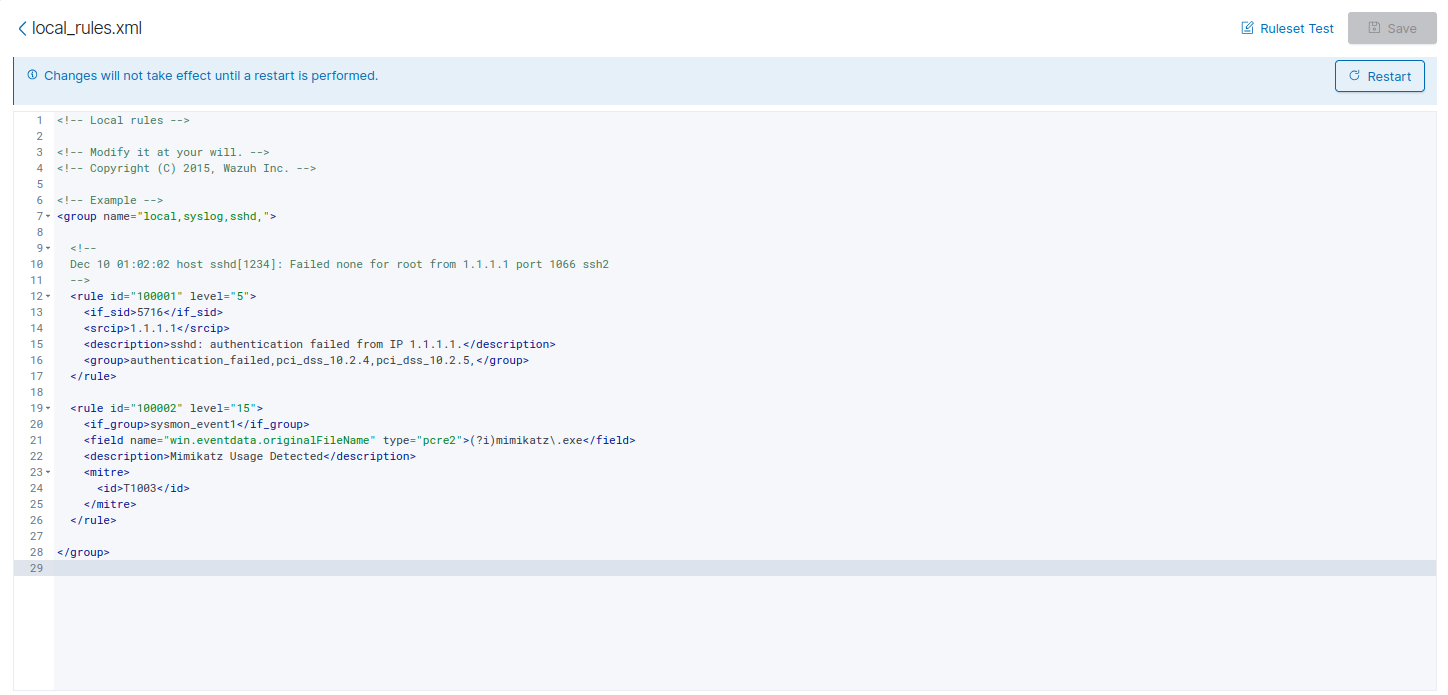 local_rules.xml
Ruleset Test
Save
Changes will not take effect until a restart is performed.
Restart
1 <!-- Local rules -->
2
3 <!-- Modify it at your will. -->
4 <!-- Copyright (C) 2015, Wazuh Inc. -->
5
6 <!-- Example -->
7 <group name="local,syslog,sshd,">
8
9   <!--
10   Dec 10 01:02:02 host sshd[1234]: Failed none for root from 1.1.1.1 port 1066 ssh2
11   -->
12   <rule id="100001" level="5">
13     <if_sid>5716</if_sid>
14     <srcip>1.1.1.1</srcip>
15     <description>sshd: authentication failed from IP 1.1.1.1.</description>
16     <group>authentication_failed,pci_dss_10.2.4,pci_dss_10.2.5,</group>
17   </rule>
18
19   <rule id="100002" level="15">
20     <if_group>sysmon_event1</if_group>
21     <field name="win.eventdata.originalFileName" type="pcre2">(?i)mimikatz\.exe</field>
22     <description>Mimikatz Usage Detected</description>
23     <mitre>
24       <id>T1003</id>
25     </mitre>
26   </rule>
27
28 </group>
29